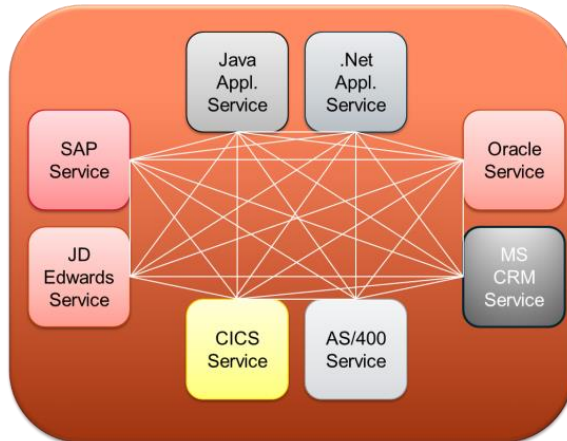 Java
Appl.
Service
.Net
Appl.
Service
SAP
Service
Oracle
Service
JD
Edwards
Service
MS
CRM
Service
CICS
Service
AS/400
Service